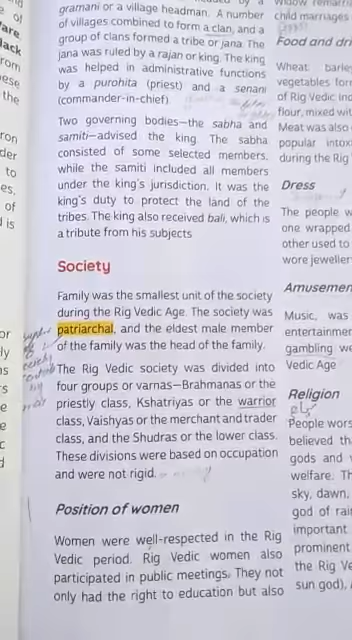 gramani or a village headman. A number
of villages combined to form a clan, and a
group of clans formed a tribe or jana. The
jana was ruled by a rajan or king. The king
was helped in administrative functions
by a purohita (priest) and a senani
(commander-in-chief).
Two governing bodies—the sabha and
samiti—advised the king. The sabha
consisted of some selected members,
while the samiti included all members
under the king's jurisdiction. It was the
king's duty to protect the land of the
tribes. The king also received bali, which is
a tribute from his subjects
Society
Family was the smallest unit of the society
during the Rig Vedic Age. The society was
patriarchal, and the eldest male member
of the family was the head of the family.
The Rig Vedic society was divided into
four groups or varnas—Brahmanas or the
priestly class, Kshatriyas or the warrior
class, Vaishyas or the merchant and trader
class, and the Shudras or the lower class.
These divisions were based on occupation
and were not rigid.
Position of women
Women were well-respected in the Rig
Vedic period. Rig Vedic women also
participated in public meetings. They not
only had the right to education but also
widow remarri
child marriages
Food and dri
Wheat, barley
vegetables for
of Rig Vedic Ind
flour, mixed wit
Meat was also
popular intoxi
during the Rig
Dress
The people w
one wrapped
other used to
wore jeweller
Amusemen
Music, was
entertainmer
gambling we
Vedic Age
Religion
People wors
believed tha
gods and
welfare. Th
sky, dawn,
god of rai
important
prominent
the Rig Ve
sun god),